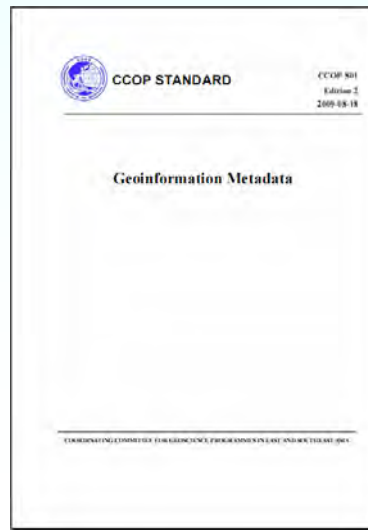 CCOP STANDARD
CCOP S01
Edition 2
2009-08-18
Geoinformation Metadata
COORDINATING COMMITTEE FOR GEOSCIENCE PROGRAMMES IN EAST AND SOUTHEAST ASIA